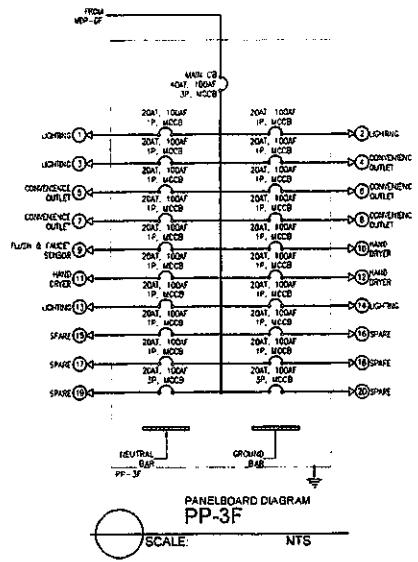 FROM
MDP-GF
MAIN CB
40AT, 100AF
3P, MCCB
20AT, 100AF 20AT, 100AF
1P, MCCB 1P, MCCB
LIGHTING 1 2 LIGHTING
20AT, 100AF 20AT, 100AF
1P, MCCB 1P, MCCB
LIGHTING 3 4 CONVENIENCE OUTLET
20AT, 100AF 20AT, 100AF
1P, MCCB 1P, MCCB
CONVENIENCE OUTLET 5 6 CONVENIENCE OUTLET
20AT, 100AF 20AT, 100AF
1P, MCCB 1P, MCCB
CONVENIENCE OUTLET 7 8 CONVENIENCE OUTLET
20AT, 100AF 20AT, 100AF
1P, MCCB 1P, MCCB
FLUSH & FAUCET SENSOR 9 10 HAND DRYER
20AT, 100AF 20AT, 100AF
1P, MCCB 1P, MCCB
HAND DRYER 11 12 HAND DRYER
20AT, 100AF 20AT, 100AF
1P, MCCB 1P, MCCB
LIGHTING 13 14 LIGHTING
20AT, 100AF 20AT, 100AF
1P, MCCB 1P, MCCB
SPARE 15 16 SPARE
20AT, 100AF 20AT, 100AF
1P, MCCB 1P, MCCB
SPARE 17 18 SPARE
20AT, 100AF 20AT, 100AF
3P, MCCB 3P, MCCB
SPARE 19 20 SPARE
NEUTRAL BAR
GROUND BAR
PP-3F
PANELBOARD DIAGRAM
PP-3F
SCALE: NTS